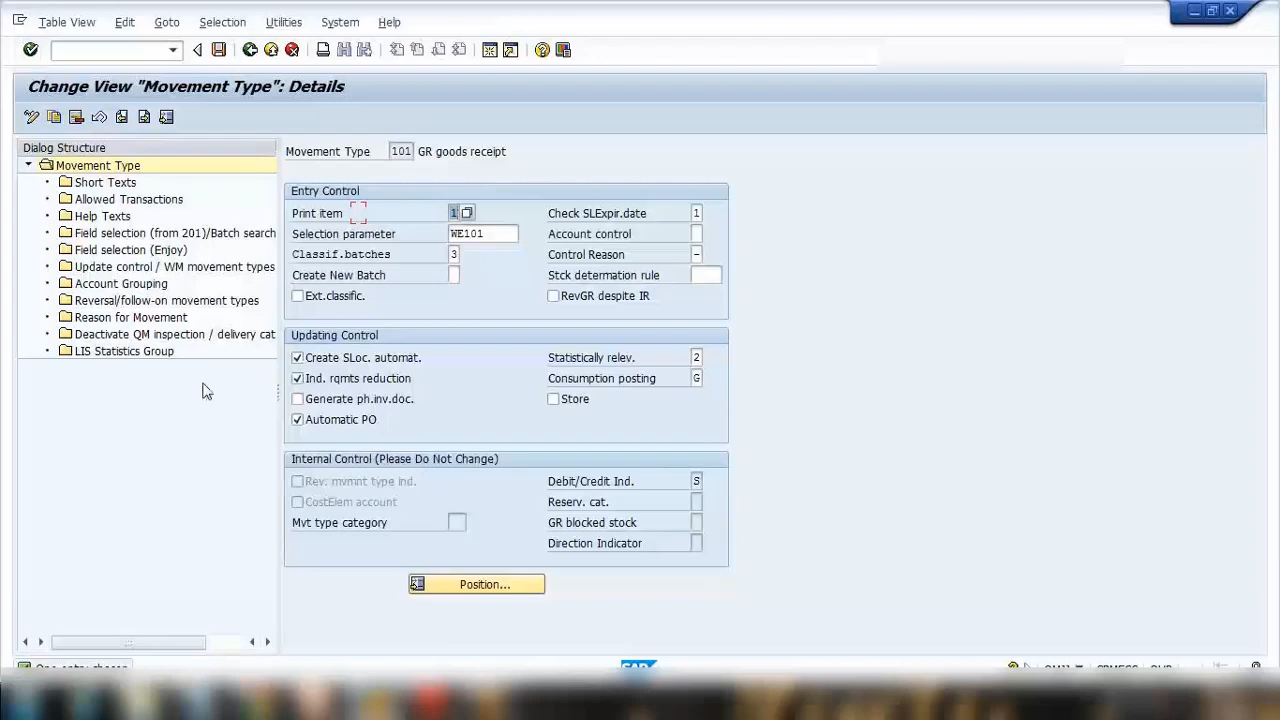 Table View Edit Goto Selection Utilities System Help
Change View "Movement Type": Details
Dialog Structure
Movement Type
Short Texts
Allowed Transactions
Help Texts
Field selection (from 201)/Batch search
Field selection (Enjoy)
Update control / WM movement types
Account Grouping
Reversal/follow-on movement types
Reason for Movement
Deactivate QM inspection / delivery cat
LIS Statistics Group
Movement Type 101 GR goods receipt
Entry Control
Print item 1 Check SLExpir.date 1
Selection parameter WE101 Account control
Classif.batches 3 Control Reason -
Create New Batch Stck determation rule
Ext.classific. RevGR despite IR
Updating Control
Create SLoc. automat. Statistically relev. 2
Ind. rqmts reduction Consumption posting G
Generate ph.inv.doc. Store
Automatic PO
Internal Control (Please Do Not Change)
Rev. mvmnt type ind. Debit/Credit Ind. S
CostElem account Reserv. cat.
Mvt type category GR blocked stock
Direction Indicator
Position...
One entry chosen
SAP